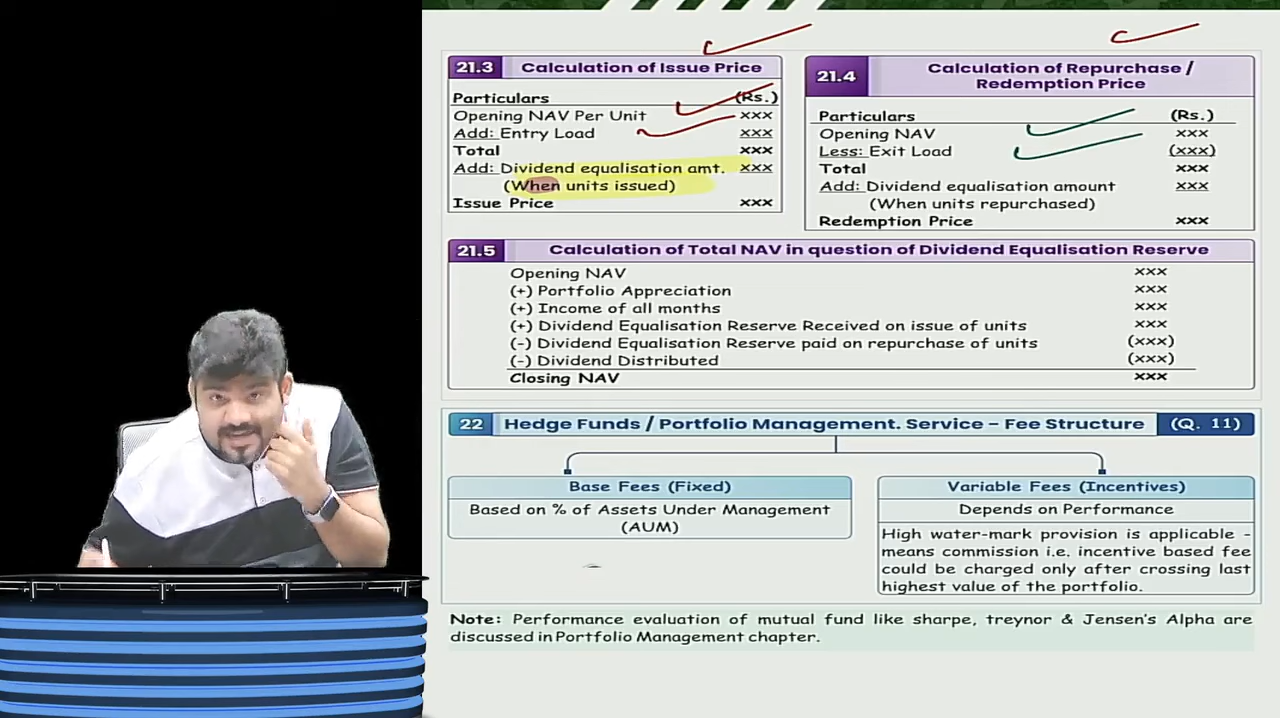 21.3 Calculation of Issue Price
Particulars (Rs.)
Opening NAV Per Unit xxx
Add: Entry Load xxx
Total xxx
Add: Dividend equalisation amt. xxx
(When units issued)
Issue Price xxx
21.4 Calculation of Repurchase /
Redemption Price
Particulars (Rs.)
Opening NAV xxx
Less: Exit Load (xxx)
Total xxx
Add: Dividend equalisation amount xxx
(When units repurchased)
Redemption Price xxx
21.5 Calculation of Total NAV in question of Dividend Equalisation Reserve
Opening NAV xxx
(+) Portfolio Appreciation xxx
(+) Income of all months xxx
(+) Dividend Equalisation Reserve Received on issue of units xxx
(-) Dividend Equalisation Reserve paid on repurchase of units (xxx)
(-) Dividend Distributed (xxx)
Closing NAV xxx
22 Hedge Funds / Portfolio Management. Service - Fee Structure (Q. 11)
Base Fees (Fixed)
Based on % of Assets Under Management
(AUM)
Variable Fees (Incentives)
Depends on Performance
High water-mark provision is applicable -
means commission i.e. incentive based fee
could be charged only after crossing last
highest value of the portfolio.
Note: Performance evaluation of mutual fund like sharpe, treynor & Jensen's Alpha are
discussed in Portfolio Management chapter.